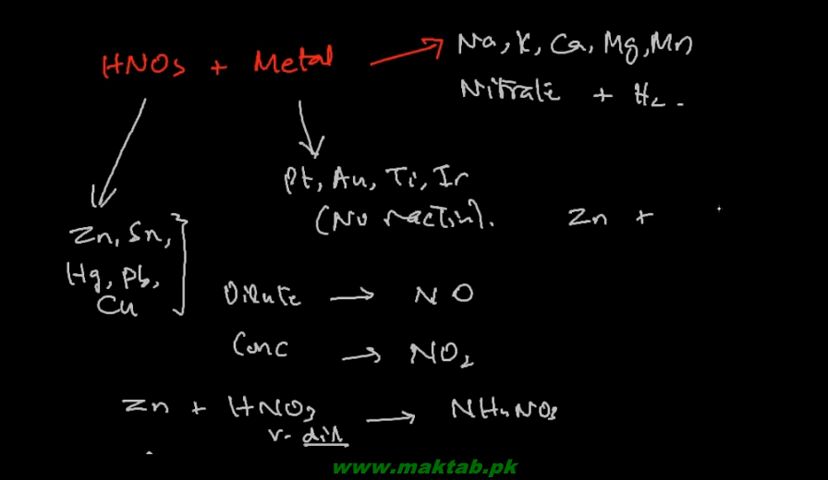 HNO3 + Metal → Na, K, Ca, Mg, Mn
Nitrate + H2.
Pt, Au, Ti, Ir
(No reaction).
Zn +
Zn, Sn,
Hg, Pb,
Cu
Dilute → NO
Conc → NO2
Zn + HNO3 → NH4NO3
v. dil
www.maktab.pk